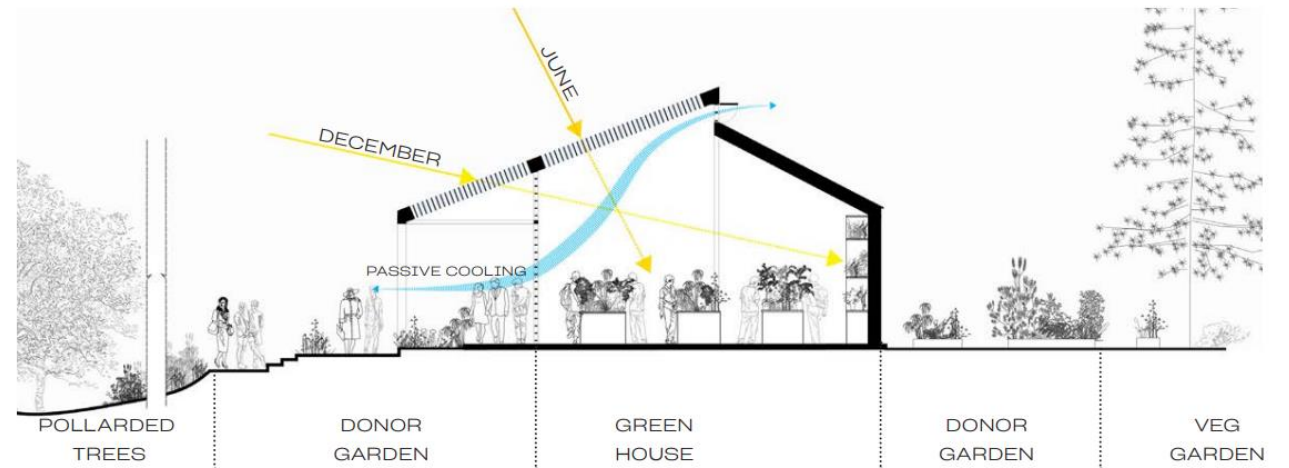 JUNE
DECEMBER
PASSIVE COOLING
POLLARDED
TREES
DONOR
GARDEN
GREEN
HOUSE
DONOR
GARDEN
VEG
GARDEN